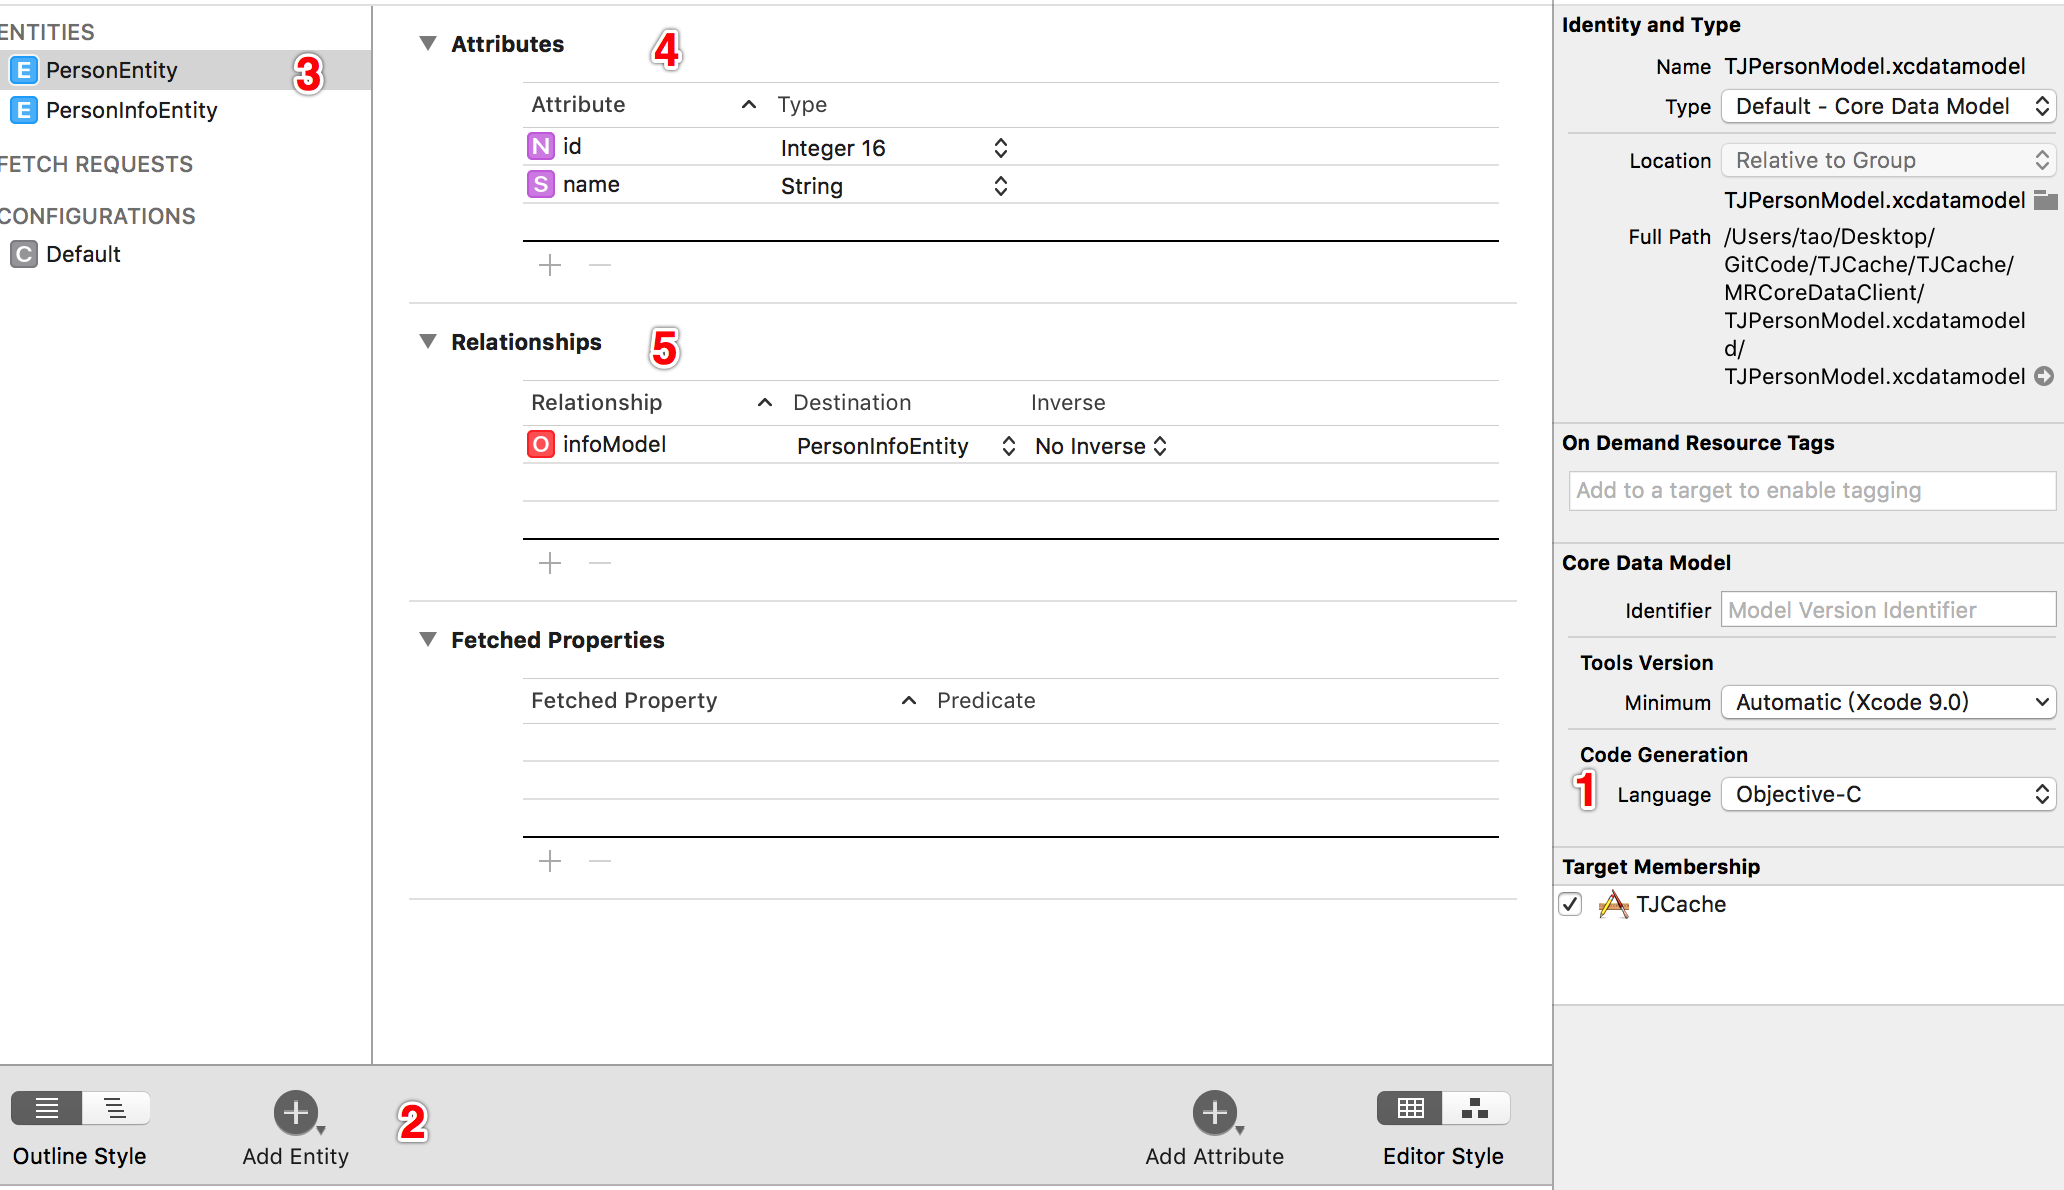 ENTITIES
E PersonEntity 3
E PersonInfoEntity
FETCH REQUESTS
CONFIGURATIONS
C Default
Attributes 4
Attribute Type
N id Integer 16
S name String
Relationships 5
Relationship Destination Inverse
O infoModel PersonInfoEntity No Inverse
Fetched Properties
Fetched Property Predicate
Outline Style
Add Entity
2
Add Attribute
Editor Style
Identity and Type
Name TJPersonModel.xcdatamodel
Type Default - Core Data Model
Location Relative to Group
TJPersonModel.xcdatamodel
Full Path /Users/tao/Desktop/
GitCode/TJCache/TJCache/
MRCoreDataClient/
TJPersonModel.xcdatamodel
d/
TJPersonModel.xcdatamodel
On Demand Resource Tags
Add to a target to enable tagging
Core Data Model
Identifier Model Version Identifier
Tools Version
Minimum Automatic (Xcode 9.0)
Code Generation
1 Language Objective-C
Target Membership
TJCache